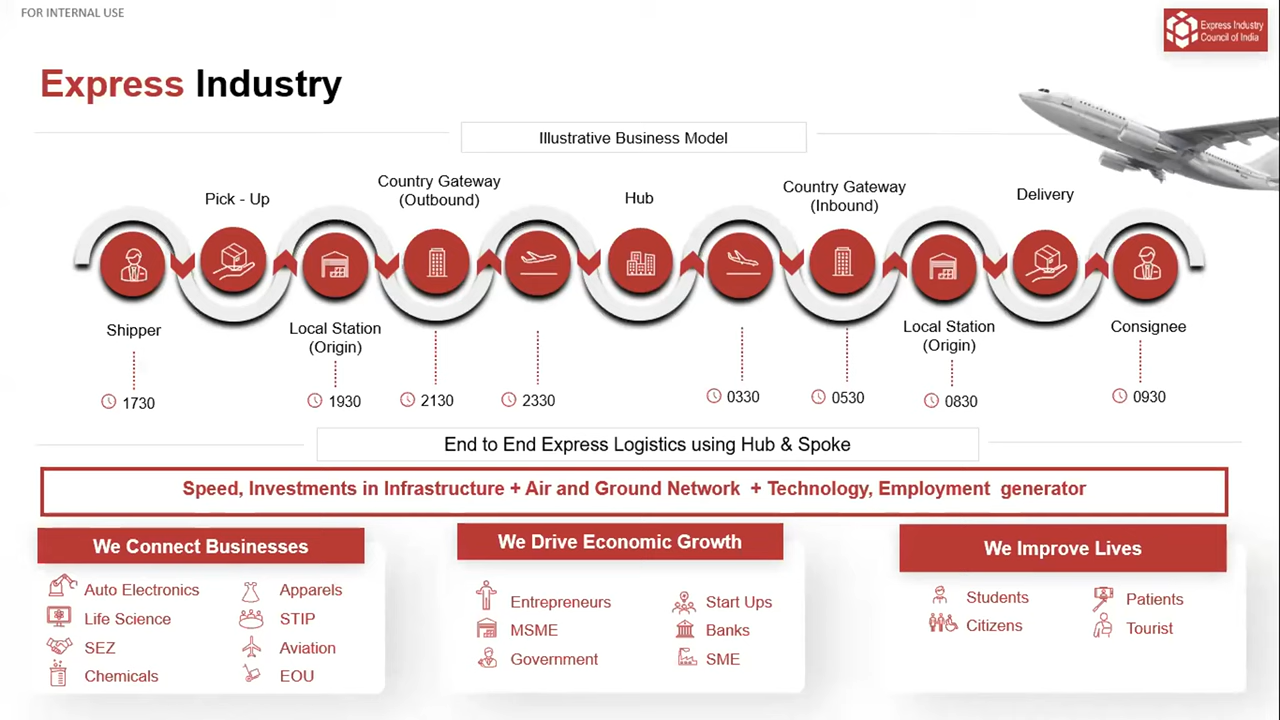 FOR INTERNAL USE
Express Industry
Council of India
Express Industry
Illustrative Business Model
Pick - Up
Country Gateway
(Outbound)
Hub
Country Gateway
(Inbound)
Delivery
Shipper
Local Station
(Origin)
Local Station
(Origin)
Consignee
1730
1930
2130
2330
0330
0530
0830
0930
End to End Express Logistics using Hub & Spoke
Speed, Investments in Infrastructure + Air and Ground Network + Technology, Employment generator
We Connect Businesses
Auto Electronics
Apparels
Life Science
STIP
SEZ
Aviation
Chemicals
EOU
We Drive Economic Growth
Entrepreneurs
Start Ups
MSME
Banks
Government
SME
We Improve Lives
Students
Patients
Citizens
Tourist